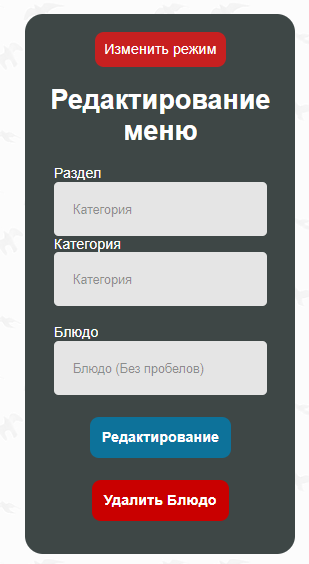 Изменить режим
Редактирование
меню
Раздел
Категория
Категория
Категория
Блюдо
Блюдо (Без пробелов)
Редактирование
Удалить Блюдо